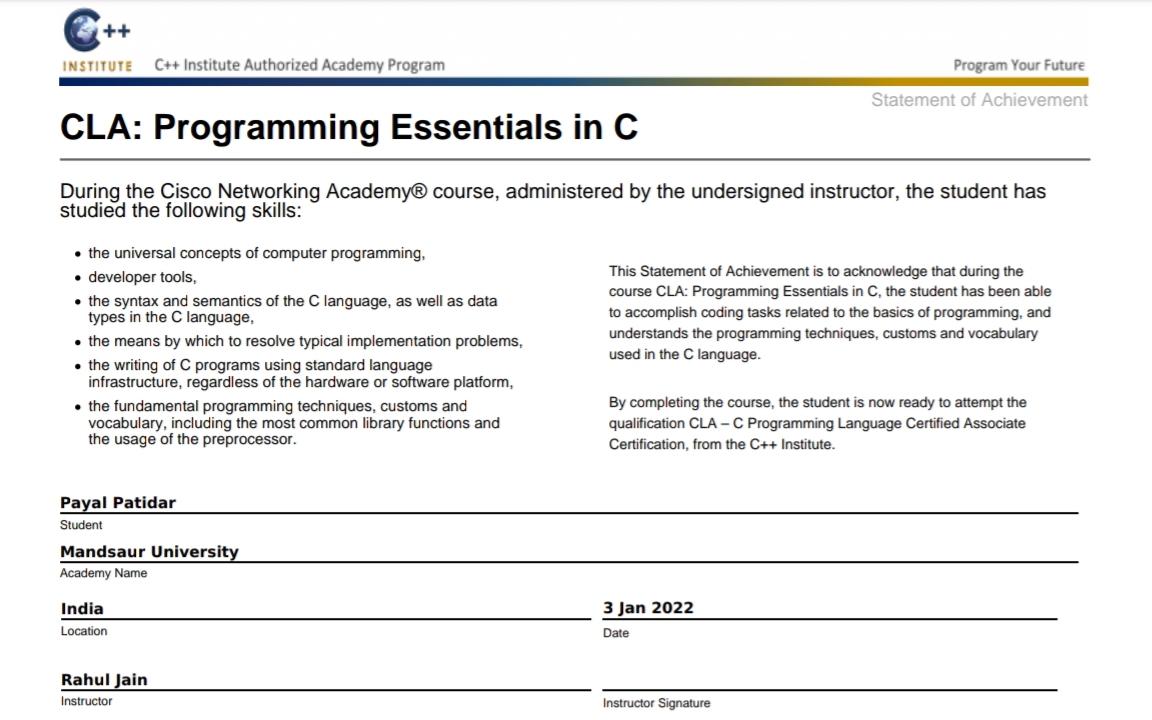 C++
INSTITUTE
C++ Institute Authorized Academy Program
Program Your Future
Statement of Achievement
CLA: Programming Essentials in C
During the Cisco Networking Academy® course, administered by the undersigned instructor, the student has
studied the following skills:
• the universal concepts of computer programming,
• developer tools,
• the syntax and semantics of the C language, as well as data
types in the C language,
• the means by which to resolve typical implementation problems,
• the writing of C programs using standard language
infrastructure, regardless of the hardware or software platform,
• the fundamental programming techniques, customs and
vocabulary, including the most common library functions and
the usage of the preprocessor.
This Statement of Achievement is to acknowledge that during the
course CLA: Programming Essentials in C, the student has been able
to accomplish coding tasks related to the basics of programming, and
understands the programming techniques, customs and vocabulary
used in the C language.
By completing the course, the student is now ready to attempt the
qualification CLA – C Programming Language Certified Associate
Certification, from the C++ Institute.
Payal Patidar
Student
Mandsaur University
Academy Name
India
Location
3 Jan 2022
Date
Rahul Jain
Instructor
Instructor Signature